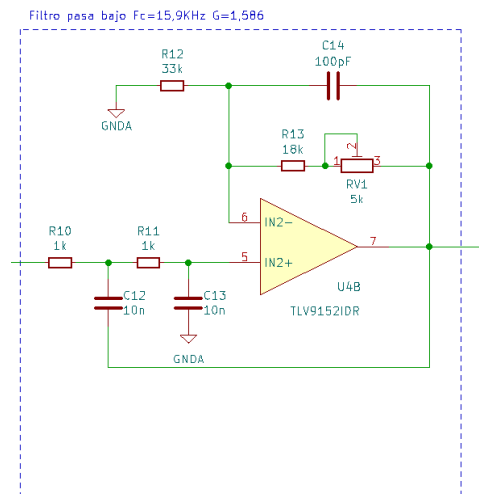 Filtro pasa bajo Fc=15,9KHz G=1,586
C14
100pF
R12
33k
GNDA
R13
18k
2
1
3
RV1
5k
6
IN2-
R10
1k
R11
1k
5
IN2+
7
U4B
TLV9152IDR
C12
10n
C13
10n
GNDA